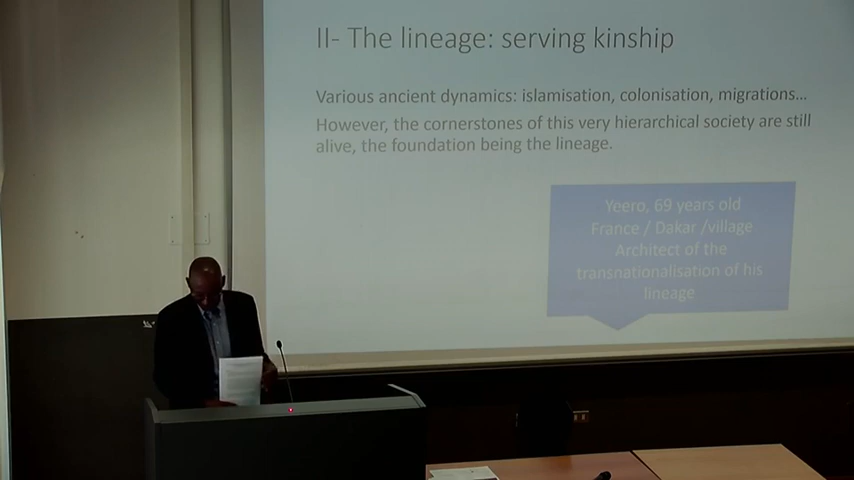 II- The lineage: serving kinship
Various ancient dynamics: islamisation, colonisation, migrations...
However, the cornerstones of this very hierarchical society are still
alive, the foundation being the lineage.
Yeero, 69 years old
France / Dakar /village
Architect of the
transnationalisation of his
lineage